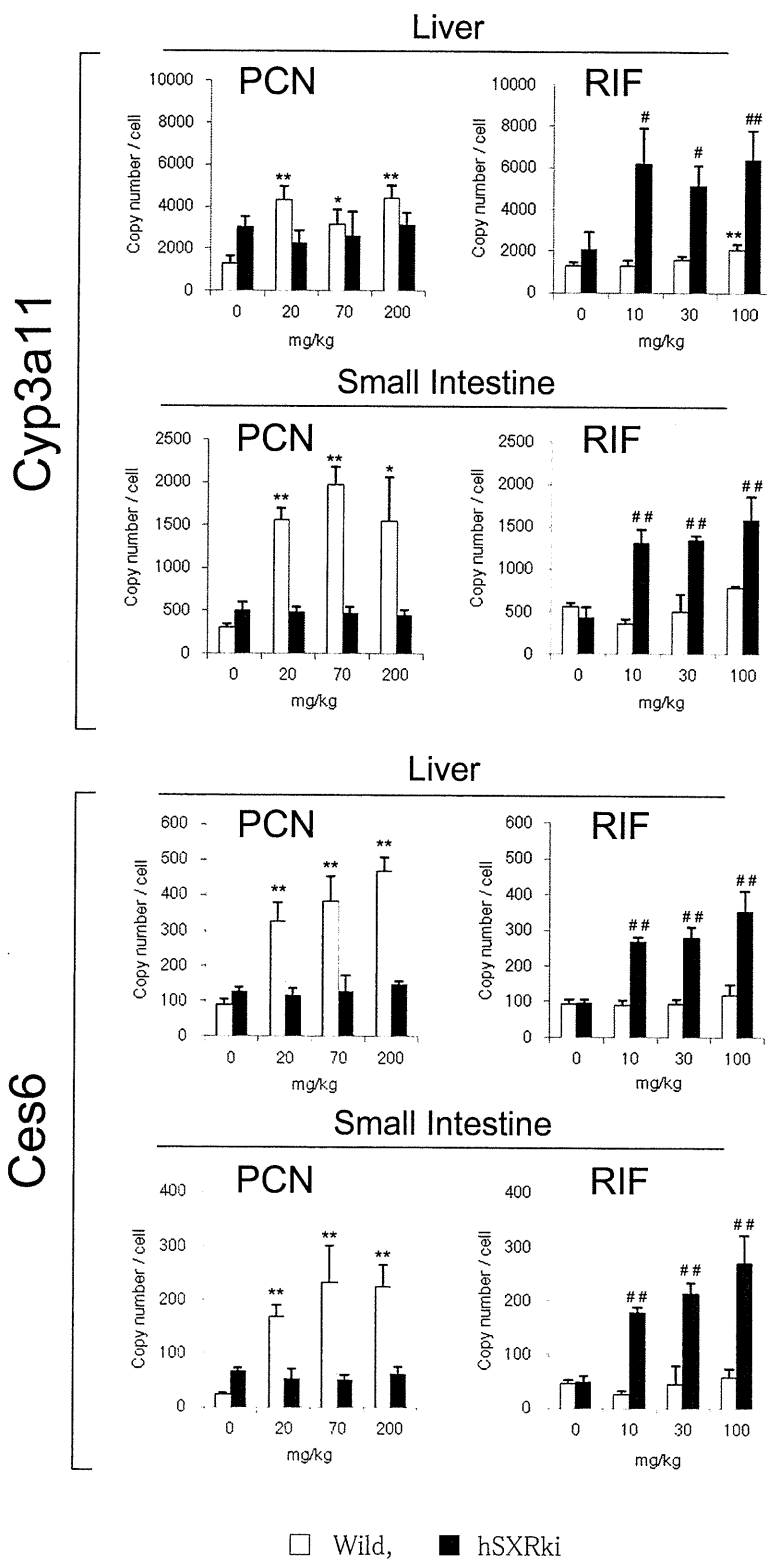 Liver
Cyp3a11
PCN
Copy number / cell
10000
8000
6000
4000
2000
0
**
*
**
0 20 70 200
mg/kg
RIF
Copy number / cell
10000
8000
6000
4000
2000
0
#
#
##
**
0 10 30 100
mg/kg
Small Intestine
PCN
Copy number / cell
2500
2000
1500
1000
500
0
**
**
*
0 20 70 200
mg/kg
RIF
Copy number / cell
2500
2000
1500
1000
500
0
##
##
##
0 10 30 100
mg/kg
Liver
Ces6
PCN
Copy number / cell
600
500
400
300
200
100
0
**
**
**
0 20 70 200
mg/kg
RIF
Copy number / cell
600
500
400
300
200
100
0
##
##
##
0 10 30 100
mg/kg
Small Intestine
PCN
Copy number / cell
400
300
200
100
0
**
**
**
0 20 70 200
mg/kg
RIF
Copy number / cell
400
300
200
100
0
##
##
##
0 10 30 100
mg/kg
Wild, hSXRki